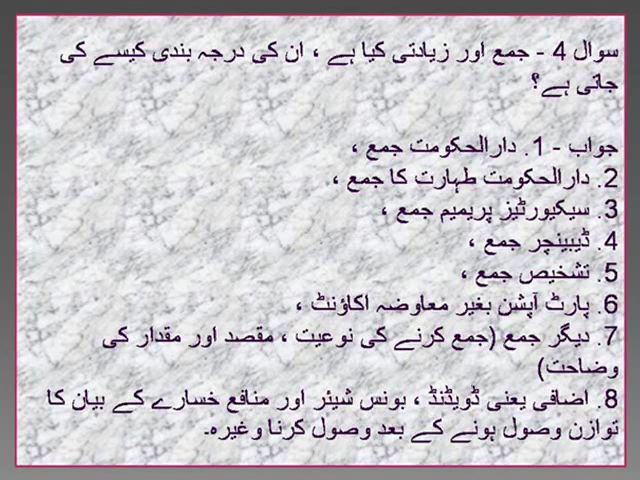 سوال 4 - جمع اور زیادتی کیا ہے ، ان کی درجہ بندی کیسے کی
جاتی ہے؟
جواب - 1. دارالحکومت جمع ،
2. دارالحکومت طہارت کا جمع ،
3. سیکیورٹیز پریمیم جمع ،
4. ڈیبینچر جمع ،
5. تشخیص جمع ،
6. پارٹ آپشن بغیر معاوضہ اکاؤنٹ ،
7. دیگر جمع (جمع کرنے کی نوعیت ، مقصد اور مقدار کی
وضاحت)
8. اضافی یعنی ڈویڈنڈ ، بونس شیئر اور منافع خسارے کے بیان کا
توازن وصول ہونے کے بعد وصول کرنا وغیرہ۔